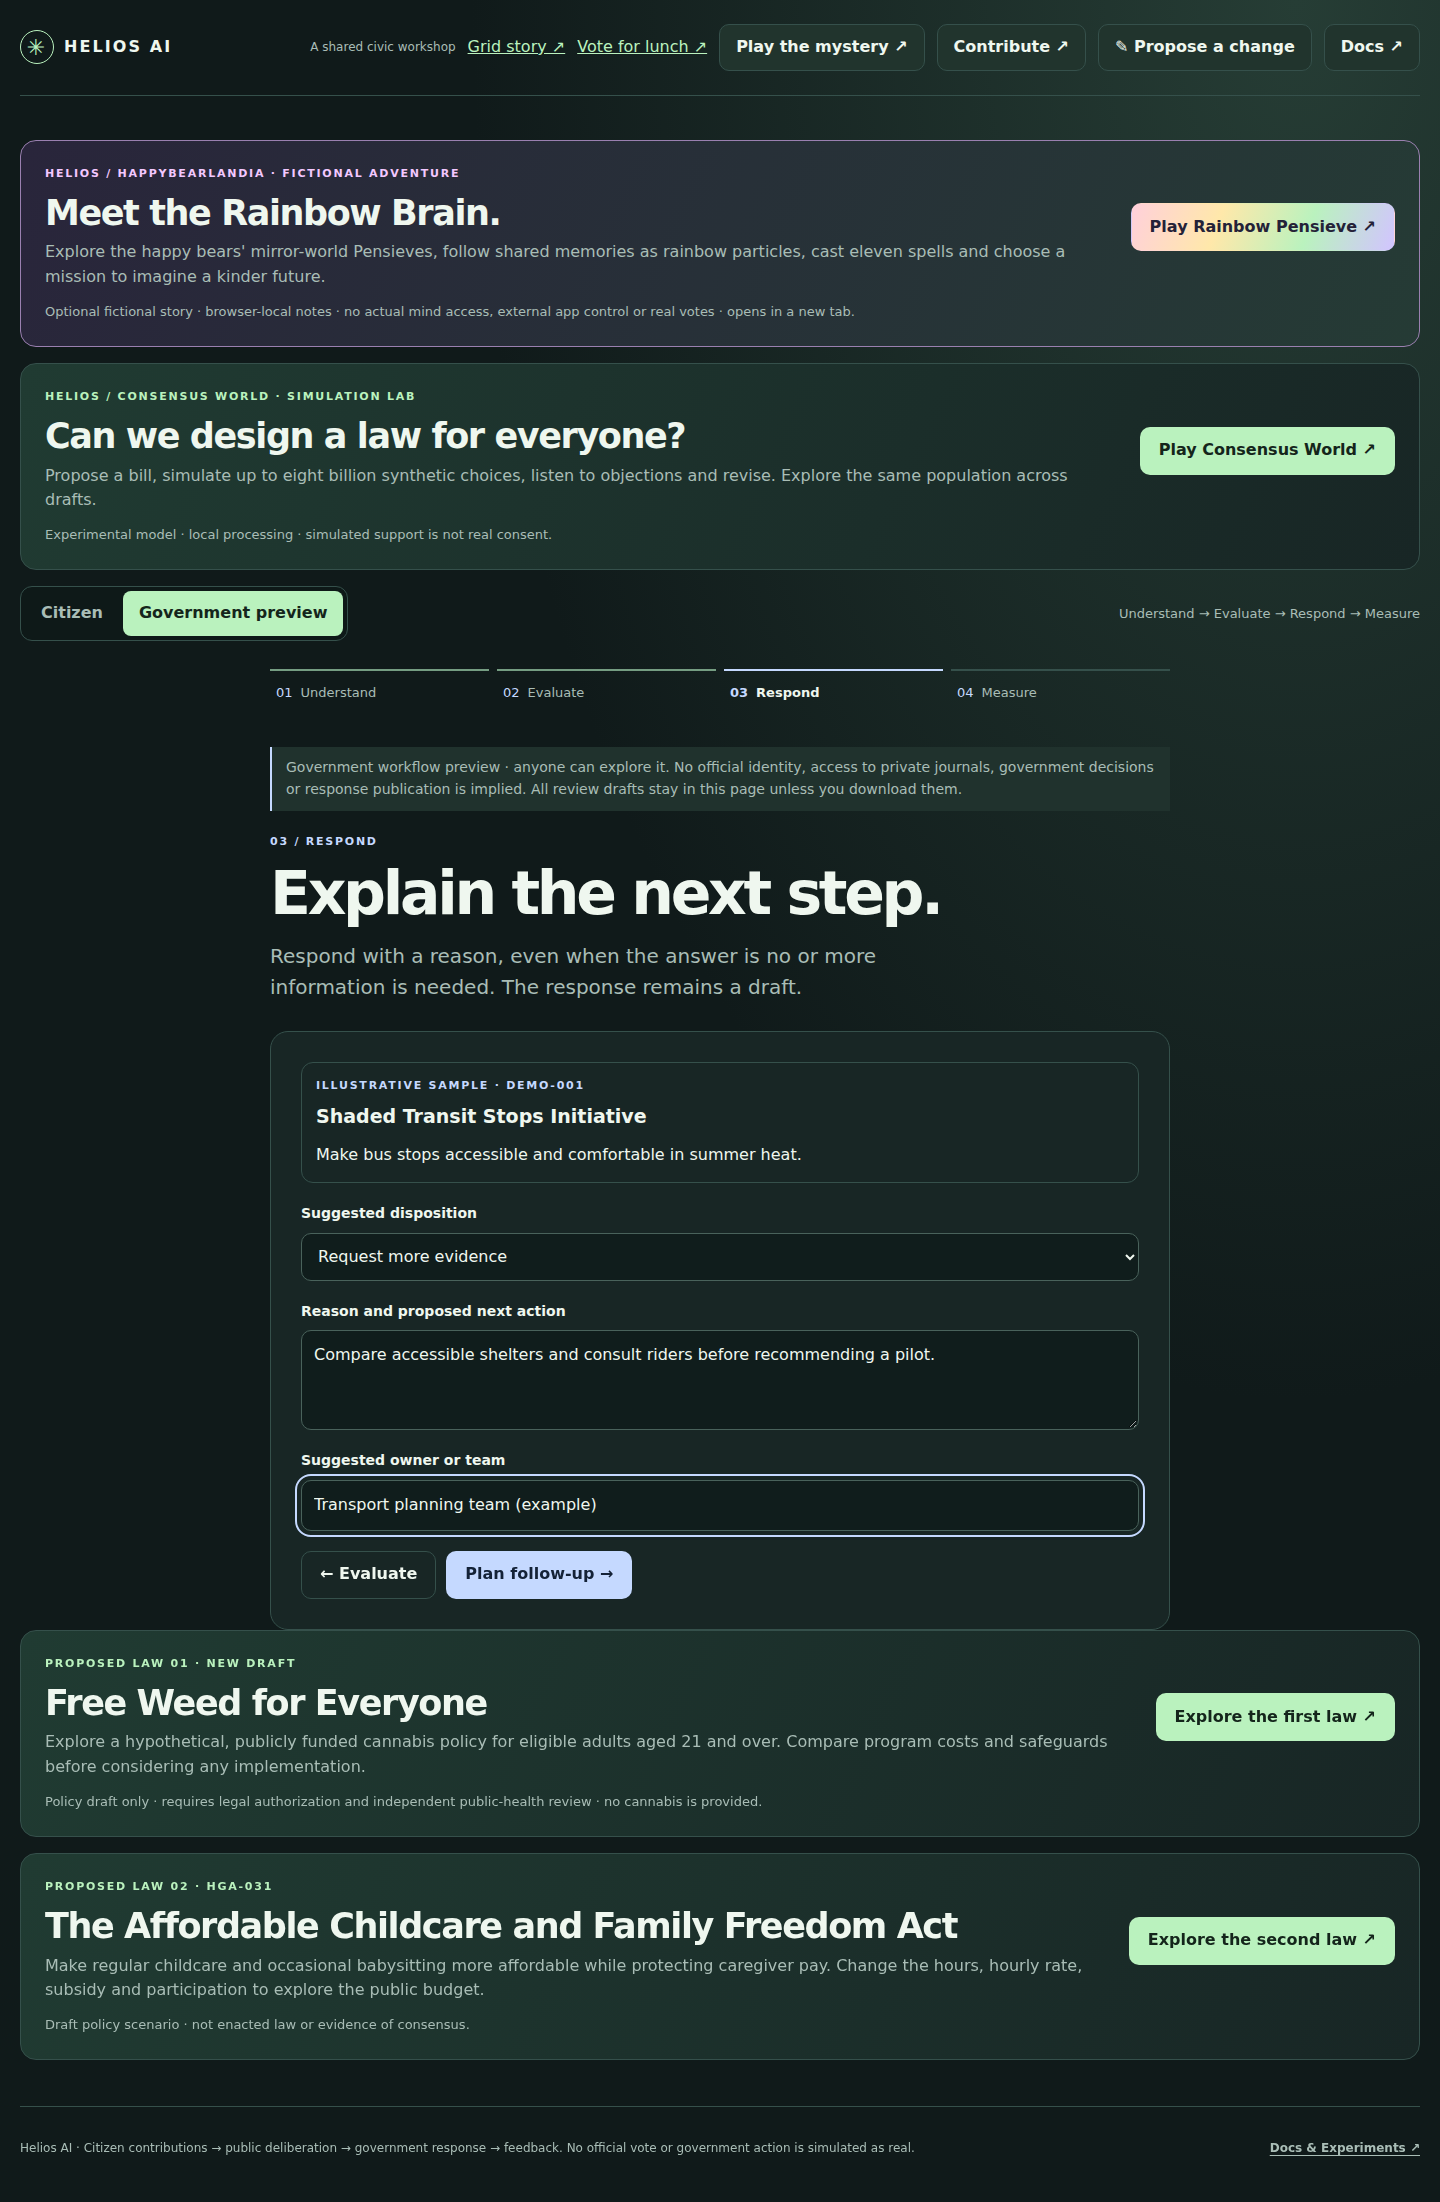 HELIOS AI
A shared civic workshop
Grid story ↗
Vote for lunch ↗
Play the mystery ↗
Contribute ↗
✎ Propose a change
Docs ↗
HELIOS / HAPPYBEARLANDIA · FICTIONAL ADVENTURE
Meet the Rainbow Brain.
Explore the happy bears' mirror-world Pensieves, follow shared memories as rainbow particles, cast eleven spells and choose a
mission to imagine a kinder future.
Optional fictional story · browser-local notes · no actual mind access, external app control or real votes · opens in a new tab.
Play Rainbow Pensieve ↗
HELIOS / CONSENSUS WORLD · SIMULATION LAB
Can we design a law for everyone?
Propose a bill, simulate up to eight billion synthetic choices, listen to objections and revise. Explore the same population across
drafts.
Experimental model · local processing · simulated support is not real consent.
Play Consensus World ↗
Citizen
Government preview
Understand → Evaluate → Respond → Measure
01 Understand
02 Evaluate
03 Respond
04 Measure
Government workflow preview · anyone can explore it. No official identity, access to private journals, government decisions
or response publication is implied. All review drafts stay in this page unless you download them.
03 / RESPOND
Explain the next step.
Respond with a reason, even when the answer is no or more
information is needed. The response remains a draft.
ILLUSTRATIVE SAMPLE · DEMO-001
Shaded Transit Stops Initiative
Make bus stops accessible and comfortable in summer heat.
Suggested disposition
Request more evidence
Reason and proposed next action
Compare accessible shelters and consult riders before recommending a pilot.
Suggested owner or team
Transport planning team (example)
← Evaluate
Plan follow-up →
PROPOSED LAW 01 · NEW DRAFT
Free Weed for Everyone
Explore a hypothetical, publicly funded cannabis policy for eligible adults aged 21 and over. Compare program costs and safeguards
before considering any implementation.
Policy draft only · requires legal authorization and independent public-health review · no cannabis is provided.
Explore the first law ↗
PROPOSED LAW 02 · HGA-031
The Affordable Childcare and Family Freedom Act
Make regular childcare and occasional babysitting more affordable while protecting caregiver pay. Change the hours, hourly rate,
subsidy and participation to explore the public budget.
Draft policy scenario · not enacted law or evidence of consensus.
Explore the second law ↗
Helios AI · Citizen contributions → public deliberation → government response → feedback. No official vote or government action is simulated as real.
Docs & Experiments ↗